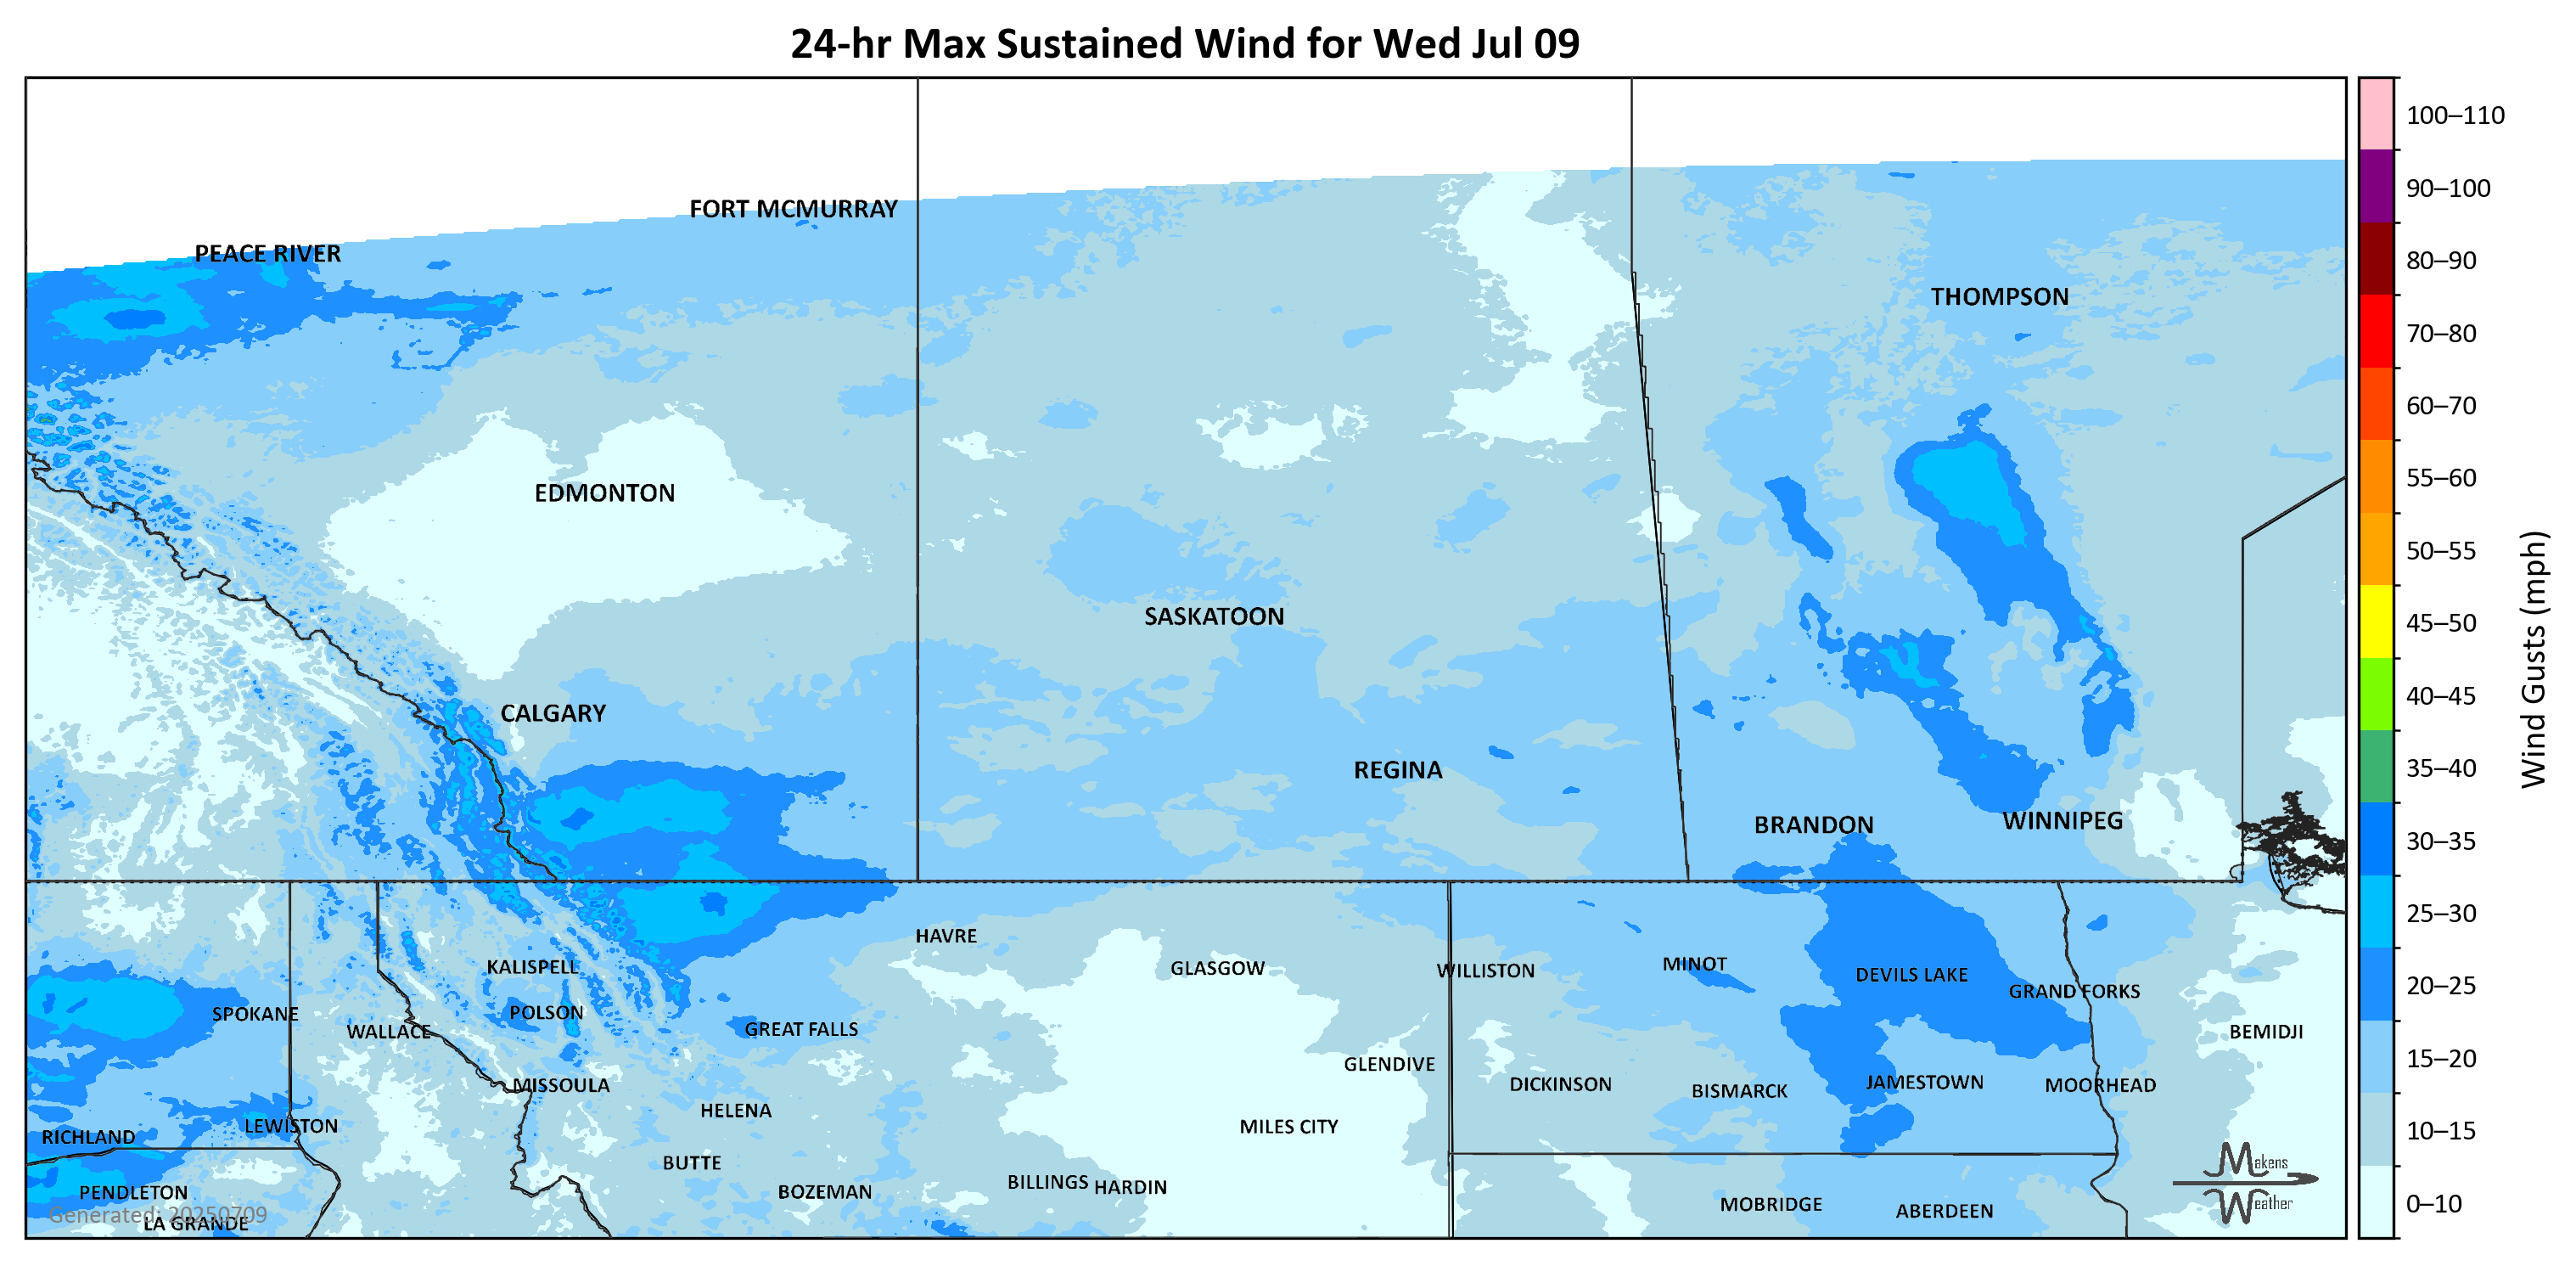 24-hr Max Sustained Wind for Wed Jul 09
FORT MCMURRAY
PEACE RIVER
THOMPSON
EDMONTON
SASKATOON
CALGARY
REGINA
BRANDON
WINNIPEG
HAVRE
KALISPELL
GLASGOW
WILLISTON
MINOT
DEVILS LAKE
GRAND FORKS
SPOKANE
POLSON
WALLACE
GREAT FALLS
BEMIDJI
GLENDIVE
MISSOULA
DICKINSON
BISMARCK
JAMESTOWN
MOORHEAD
HELENA
LEWISTON
MILES CITY
RICHLAND
BUTTE
PENDLETON
BOZEMAN
BILLINGS
HARDIN
MOBRIDGE
ABERDEEN
Generated: 20250709
LA GRANDE
Makens
Weather
100–110
90–100
80–90
70–80
60–70
55–60
50–55
45–50
40–45
35–40
30–35
25–30
20–25
15–20
10–15
0–10
Wind Gusts (mph)